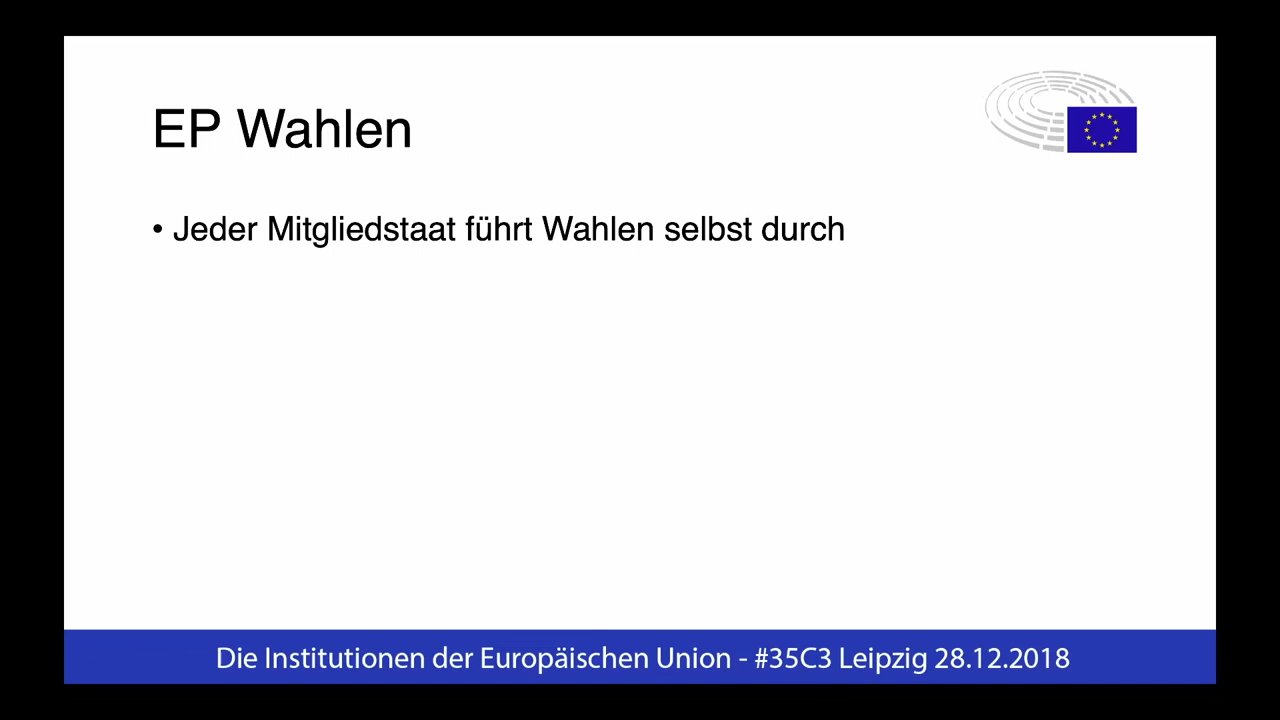 EP Wahlen
• Jeder Mitgliedstaat führt Wahlen selbst durch
Die Institutionen der Europäischen Union - #35C3 Leipzig 28.12.2018